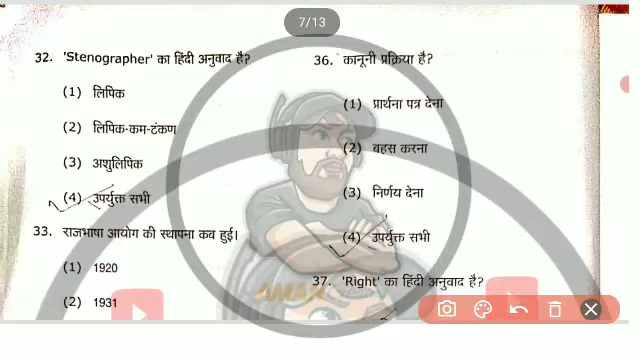 7/13
32. 'Stenographer' का हिंदी अनुवाद है?
(1) लिपिक
(2) लिपिक-कम-टंकण
(3) अशुलिपिक
(4) उपर्युक्त सभी
33. राजभाषा आयोग की स्थापना कब हुई।
(1) 1920
(2) 1931
36. कानूनी प्रक्रिया है?
(1) प्रार्थना पत्र देना
(2) बहस करना
(3) निर्णय देना
(4) उपर्युक्त सभी
37. 'Right' का हिंदी अनुवाद है?
AMAN